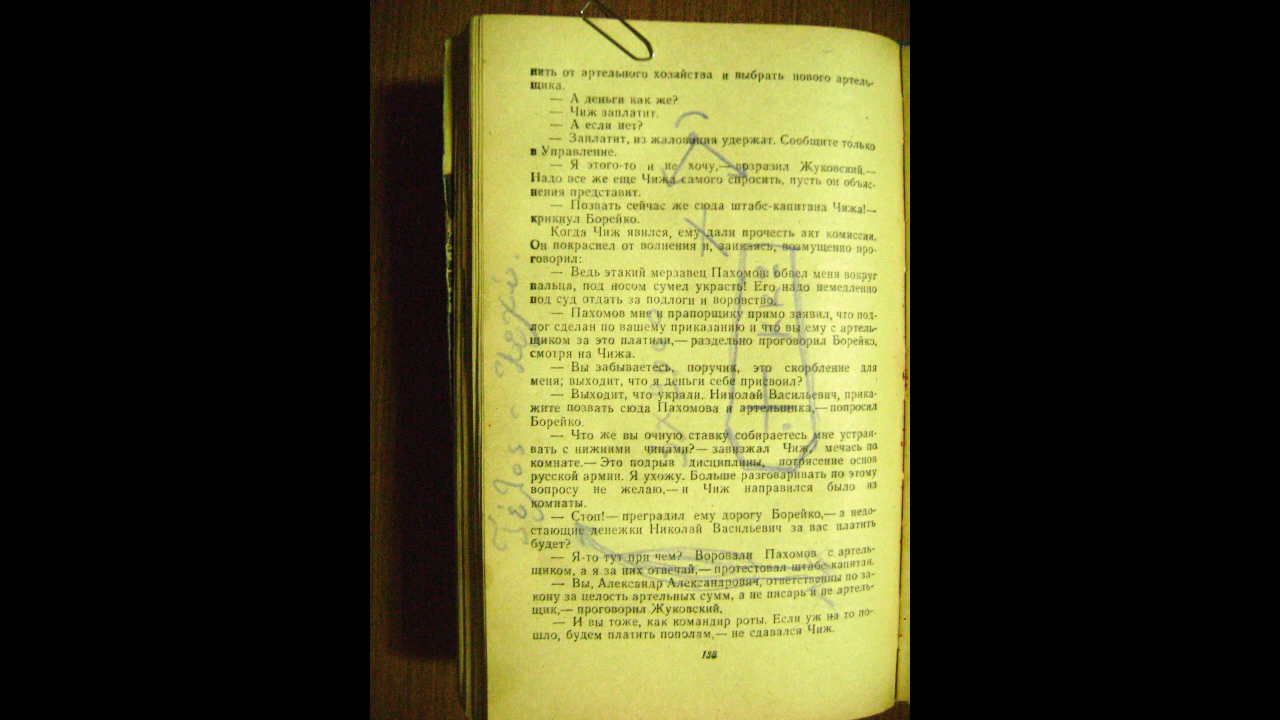 нить от артельного хозяйства и выбрать нового артель-
щика.
— А деньги как же?
— Чиж заплатит.
— А если нет?
— Заплатит, из жалования удержат. Сообщите только
в Управление.
— Я этого-то и не хочу,— возразил Жуковский.—
Надо все же еще Чижа самого спросить, пусть он объяс-
нения представит.
— Позвать сейчас же сюда штабс-капитана Чижа!—
крикнул Борейко.
Когда Чиж явился, ему дали прочесть акт комиссии.
Он покраснел от волнения и, заикаясь, возмущенно про-
говорил:
— Ведь этакий мерзавец Пахомов: обвел меня вокруг
пальца, под носом сумел украсть! Его надо немедленно
под суд отдать за подлоги и воровство.
— Пахомов мне и прапорщику прямо заявил, что под-
лог сделан по вашему приказанию и что вы ему с артель-
щиком за это платили,— раздельно проговорил Борейко,
смотря на Чижа.
— Вы забываетесь, поручик, это оскорбление для
меня; выходит, что я деньги себе присвоил?
— Выходит, что украли. Николай Васильевич, прика-
жите позвать сюда Пахомова и артельщика,— попросил
Борейко.
— Что же вы очную ставку собираетесь мне устраи-
вать с нижними чинами?— завизжал Чиж, мечась по
комнате.— Это подрыв дисциплины, потрясение основ
русской армии. Я ухожу. Больше разговаривать по этому
вопросу не желаю,— и Чиж направился было из
комнаты.
— Стоп!— преградил ему дорогу Борейко,— а недо-
стающие денежки Николай Васильевич за вас платить
будет?
— Я-то тут при чем? Воровали Пахомов с артель-
щиком, а я за них отвечай,— протестовал штабс-капитан.
— Вы, Александр Александрович, ответственны по за-
кону за целость артельных сумм, а не писарь и не артель-
щик,— проговорил Жуковский.
— И вы тоже, как командир роты. Если уж на то по-
шло, будем платить пополам,— не сдавался Чиж.
138